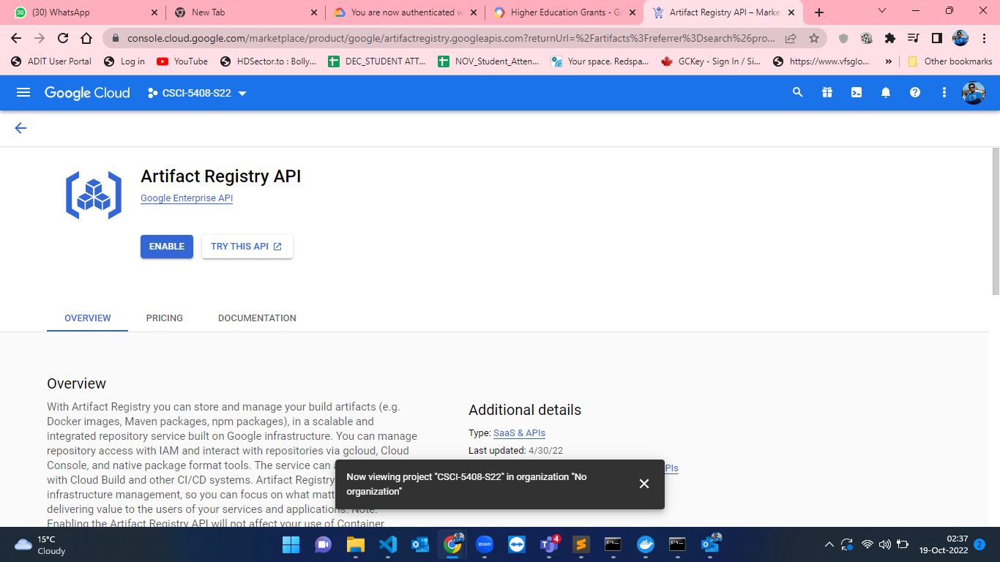 30
(30) WhatsApp
New Tab
You are now authenticated w
Higher Education Grants - Go
Artifact Registry API – Market
console.cloud.google.com/marketplace/product/google/artifactregistry.googleapis.com?returnUrl=%2Fartifacts%3Freferrer%3Dsearch%26pro...
ADIT User Portal
Log in
YouTube
HDSector.to : Bolly...
DEC_STUDENT ATT...
NOV_Student_Atten...
Your space. Redspa...
GCKey - Sign In / Si...
https://www.vfsglo...
»
Other bookmarks
Google Cloud
CSCI-5408-S22
Artifact Registry API
Google Enterprise API
ENABLE
TRY THIS API
OVERVIEW
PRICING
DOCUMENTATION
Overview
With Artifact Registry you can store and manage your build artifacts (e.g.
Docker images, Maven packages, npm packages), in a scalable and
integrated repository service built on Google infrastructure. You can manage
repository access with IAM and interact with repositories via gcloud, Cloud
Console, and native package format tools. The service can a
with Cloud Build and other CI/CD systems. Artifact Registry
infrastructure management, so you can focus on what matt
delivering value to the users of your services and applications. Note:
Enabling the Artifact Registry API will not affect your use of Container
Additional details
Type: SaaS & APIs
Last updated: 4/30/22
PIs
Now viewing project "CSCI-5408-S22" in organization "No
organization"
15°C
Cloudy
zoom
4
02:37
19-Oct-2022
2